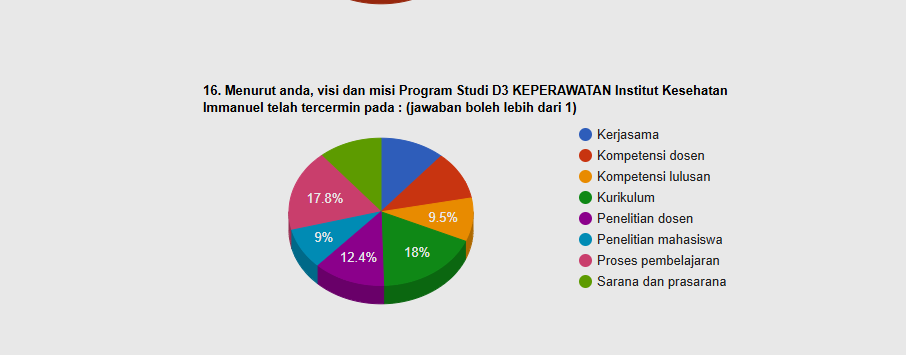 16. Menurut anda, visi dan misi Program Studi D3 KEPERAWATAN Institut Kesehatan
Immanuel telah tercermin pada : (jawaban boleh lebih dari 1)
Kerjasama
Kompetensi dosen
Kompetensi lulusan
Kurikulum
Penelitian dosen
Penelitian mahasiswa
Proses pembelajaran
Sarana dan prasarana
17.8%
9.5%
9%
12.4%
18%